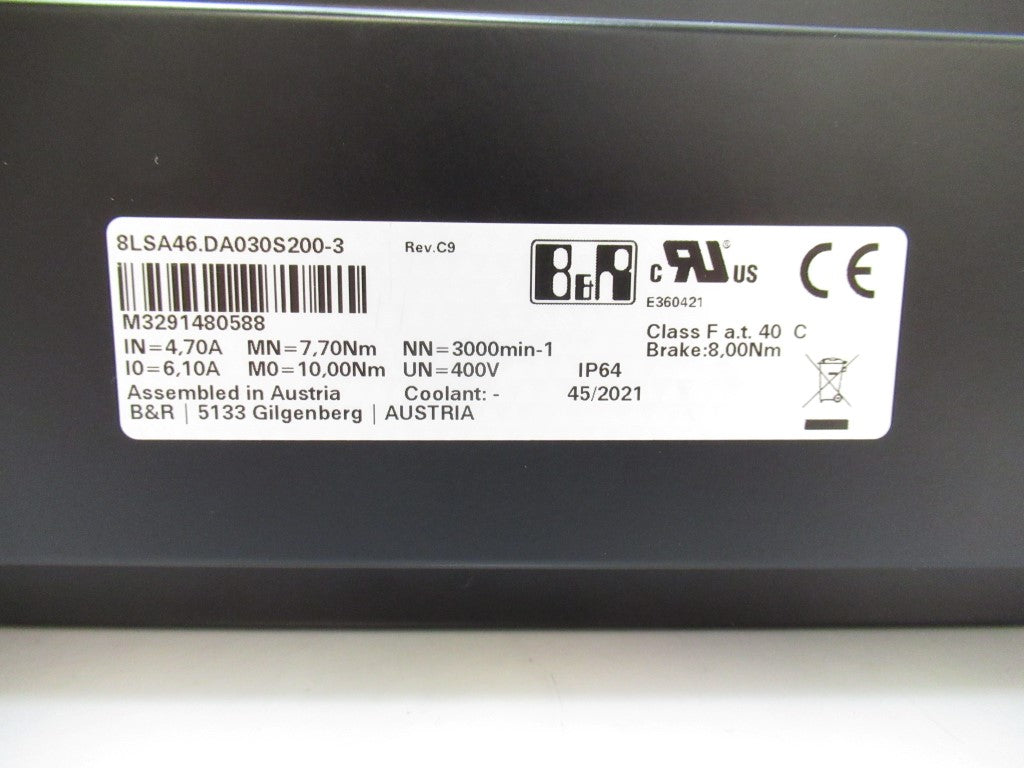 8LSA46.DA030S200-3 Rev.C9
B&R c RU® US CE
E360421
M3291480588
Class F a.t. 40 C
IN=4,70A MN=7,70Nm NN=3000min-1 Brake:8,00Nm
I0=6,10A M0=10,00Nm UN=400V IP64
Assembled in Austria Coolant: - 45/2021
B&R | 5133 Gilgenberg | AUSTRIA